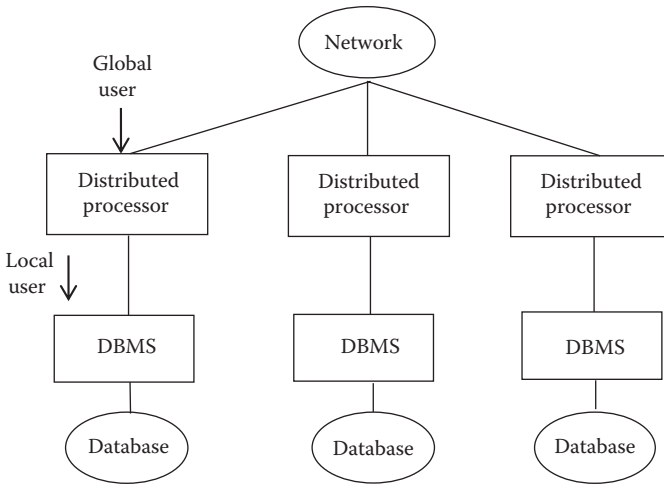 Network
Global
user
Distributed
processor
Distributed
processor
Distributed
processor
Local
user
DBMS
DBMS
DBMS
Database
Database
Database